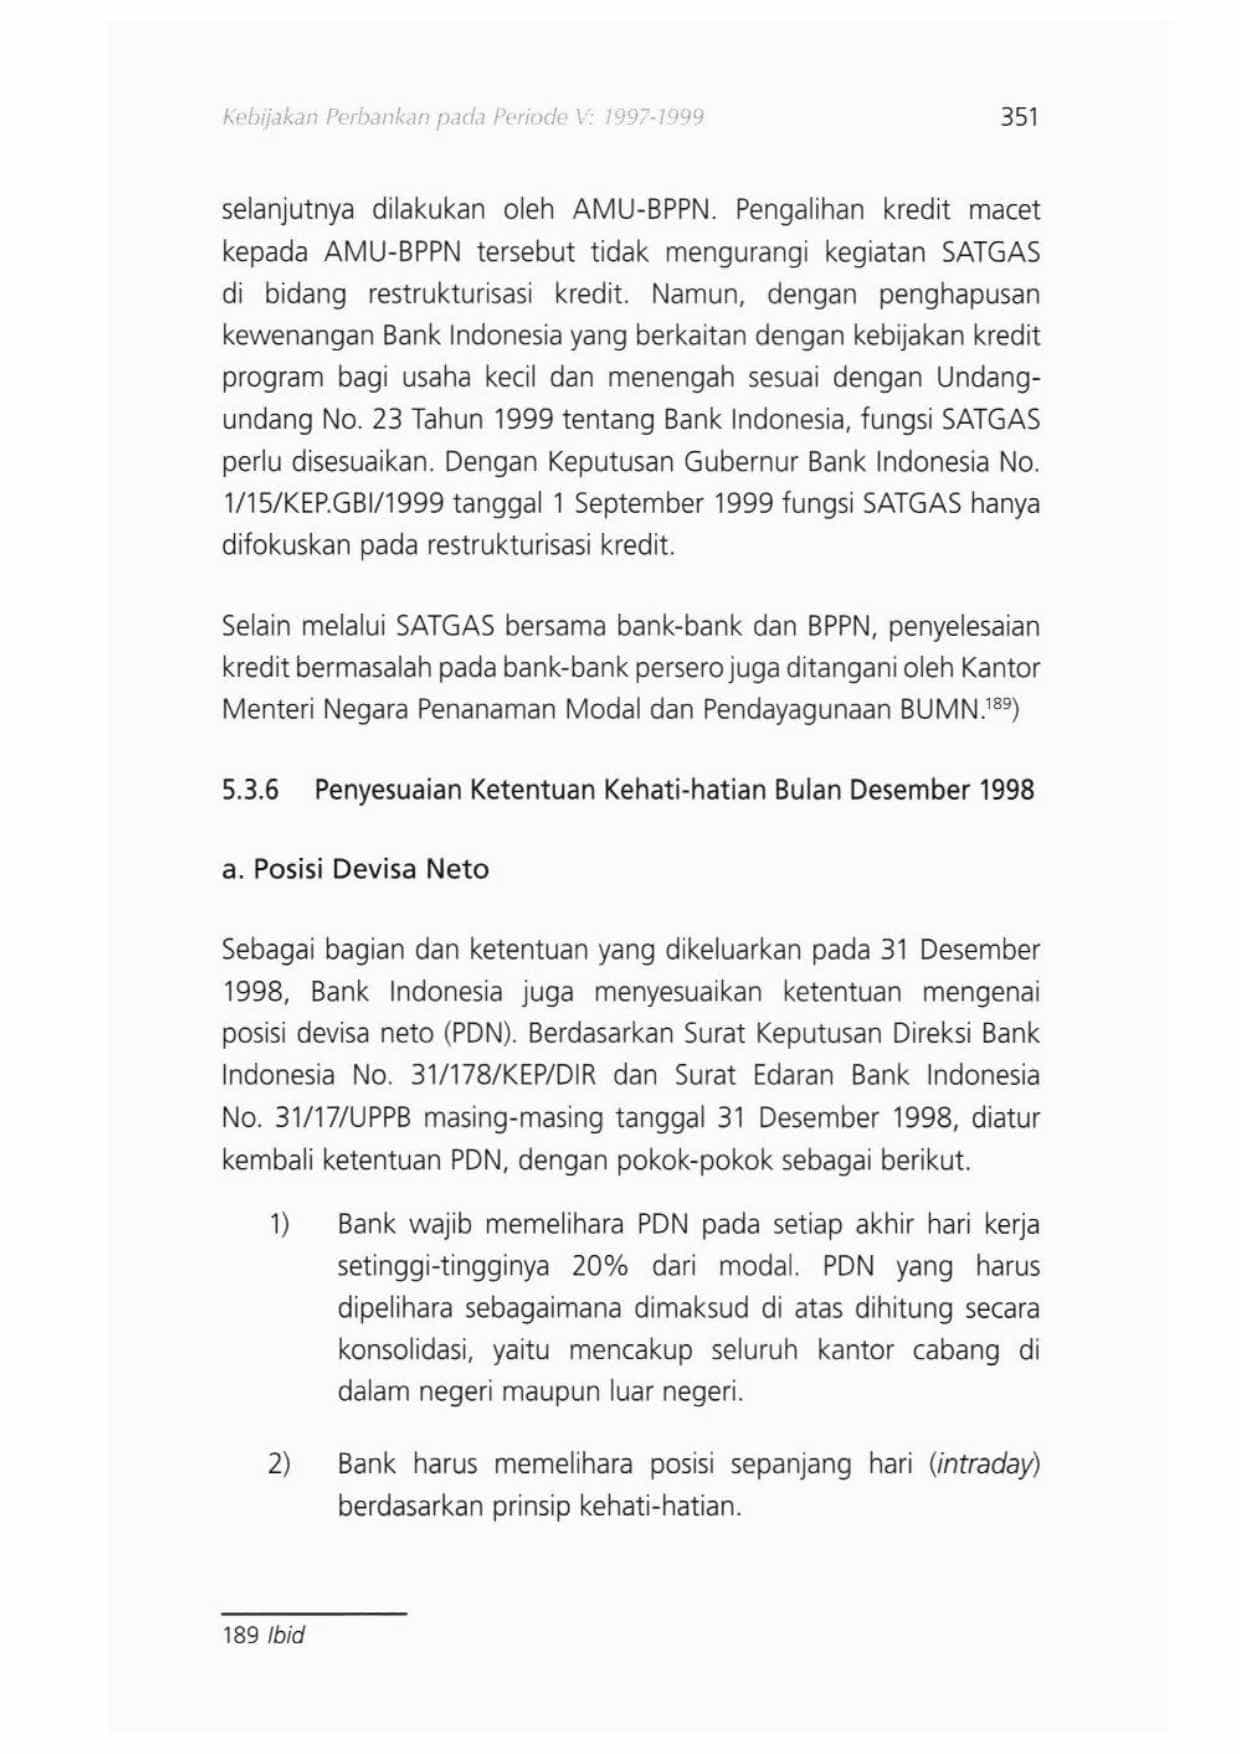 Kebijakan Perbankan pada Periode V: 1997-1999 351
selanjutnya dilakukan oleh AMU-BPPN. Pengalihan kredit macet
kepada AMU-BPPN tersebut tidak mengurangi kegiatan SATGAS
di bidang restrukturisasi kredit. Namun, dengan penghapusan
kewenangan Bank Indonesia yang berkaitan dengan kebijakan kredit
program bagi usaha kecil dan menengah sesuai dengan Undang-
undang No. 23 Tahun 1999 tentang Bank Indonesia, fungsi SATGAS
perlu disesuaikan. Dengan Keputusan Gubernur Bank Indonesia No.
1/15/KEP.GBI/1999 tanggal 1 September 1999 fungsi SATGAS hanya
difokuskan pada restrukturisasi kredit.
Selain melalui SATGAS bersama bank-bank dan BPPN, penyelesaian
kredit bermasalah pada bank-bank persero juga ditangani oleh Kantor
Menteri Negara Penanaman Modal dan Pendayagunaan BUMN.¹⁸⁹)
5.3.6 Penyesuaian Ketentuan Kehati-hatian Bulan Desember 1998
a. Posisi Devisa Neto
Sebagai bagian dan ketentuan yang dikeluarkan pada 31 Desember
1998, Bank Indonesia juga menyesuaikan ketentuan mengenai
posisi devisa neto (PDN). Berdasarkan Surat Keputusan Direksi Bank
Indonesia No. 31/178/KEP/DIR dan Surat Edaran Bank Indonesia
No. 31/17/UPPB masing-masing tanggal 31 Desember 1998, diatur
kembali ketentuan PDN, dengan pokok-pokok sebagai berikut.
1) Bank wajib memelihara PDN pada setiap akhir hari kerja
setinggi-tingginya 20% dari modal. PDN yang harus
dipelihara sebagaimana dimaksud di atas dihitung secara
konsolidasi, yaitu mencakup seluruh kantor cabang di
dalam negeri maupun luar negeri.
2) Bank harus memelihara posisi sepanjang hari (intraday)
berdasarkan prinsip kehati-hatian.
189 Ibid